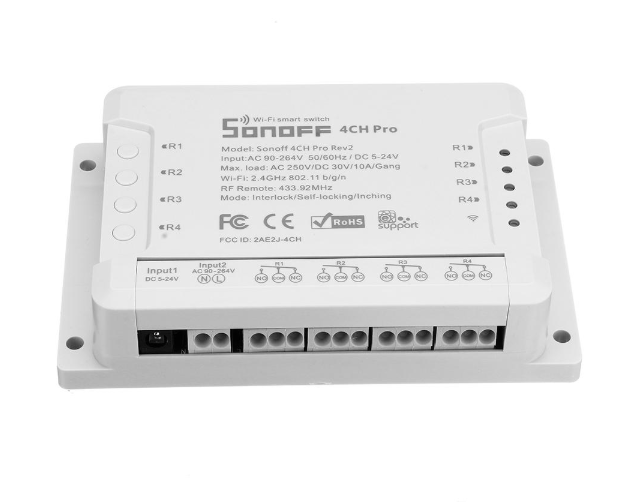 Wi-Fi smart switch
SONOFF 4CH Pro
Model: Sonoff 4CH Pro Rev2
Input:AC 90-264V 50/60Hz / DC 5-24V
Max. load: AC 250V/DC 30V/10A/Gang
Wi-Fi: 2.4GHz 802.11 b/g/n
RF Remote: 433.92MHz
Mode: Interlock/Self-locking/Inching
R1
R2
R3
R4
R1
R2
R3
R4
FC CE RoHS support
FCC ID: 2AE2J-4CH
Input1
DC 5-24V
Input2
AC 90~264V
N L
R1
NO COM NC
R2
NO COM NC
R3
NO COM NC
R4
NO COM NC